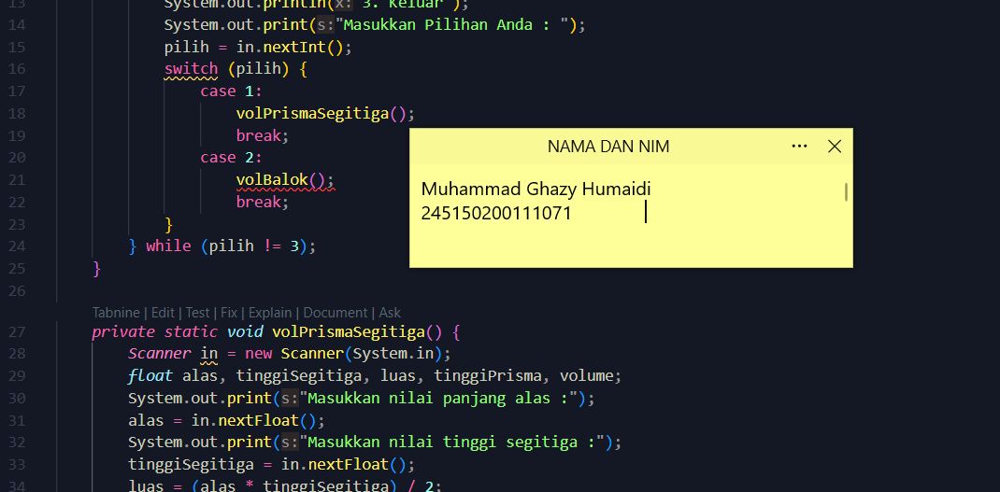 13 System.out.println(x:"3. Keluar");
14 System.out.print(s:"Masukkan Pilihan Anda : ");
15 pilih = in.nextInt();
16 switch (pilih) {
17 case 1:
18 volPrismaSegitiga();
19 break;
20 case 2:
21 volBalok();
22 break;
23 }
24 } while (pilih != 3);
25 }
26
NAMA DAN NIM
Muhammad Ghazy Humaidi
245150200111071
Tabnine | Edit | Test | Fix | Explain | Document | Ask
27 private static void volPrismaSegitiga() {
28 Scanner in = new Scanner(System.in);
29 float alas, tinggiSegitiga, luas, tinggiPrisma, volume;
30 System.out.print(s:"Masukkan nilai panjang alas :");
31 alas = in.nextFloat();
32 System.out.print(s:"Masukkan nilai tinggi segitiga :");
33 tinggiSegitiga = in.nextFloat();
34 luas = (alas * tinggiSegitiga) / 2;